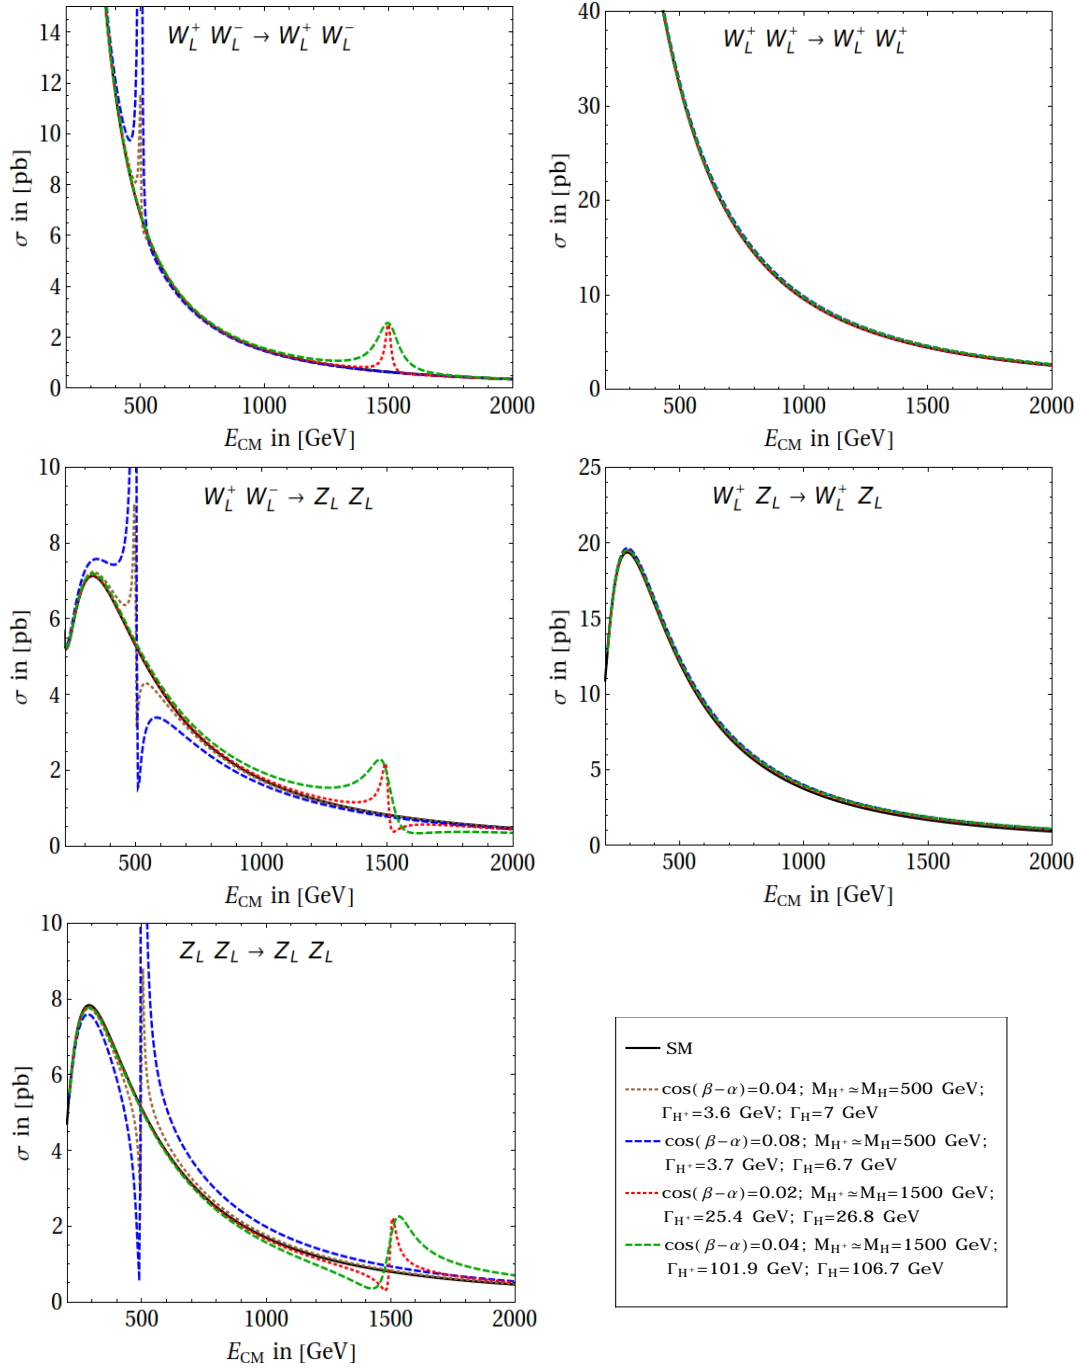 W_L^+ W_L^- → W_L^+ W_L^-
14
12
10
8
6
4
2
0
σ in [pb]
500 1000 1500 2000
E_CM in [GeV]
W_L^+ W_L^+ → W_L^+ W_L^+
40
30
20
10
0
σ in [pb]
500 1000 1500 2000
E_CM in [GeV]
W_L^+ W_L^- → Z_L Z_L
10
8
6
4
2
0
σ in [pb]
500 1000 1500 2000
E_CM in [GeV]
W_L^+ Z_L → W_L^+ Z_L
25
20
15
10
5
0
σ in [pb]
500 1000 1500 2000
E_CM in [GeV]
Z_L Z_L → Z_L Z_L
10
8
6
4
2
0
σ in [pb]
500 1000 1500 2000
E_CM in [GeV]
SM
cos(β-α)=0.04; M_H^+≃M_H=500 GeV;
Γ_H^+=3.6 GeV; Γ_H=7 GeV
cos(β-α)=0.08; M_H^+≃M_H=500 GeV;
Γ_H^+=3.7 GeV; Γ_H=6.7 GeV
cos(β-α)=0.02; M_H^+≃M_H=1500 GeV;
Γ_H^+=25.4 GeV; Γ_H=26.8 GeV
cos(β-α)=0.04; M_H^+≃M_H=1500 GeV;
Γ_H^+=101.9 GeV; Γ_H=106.7 GeV